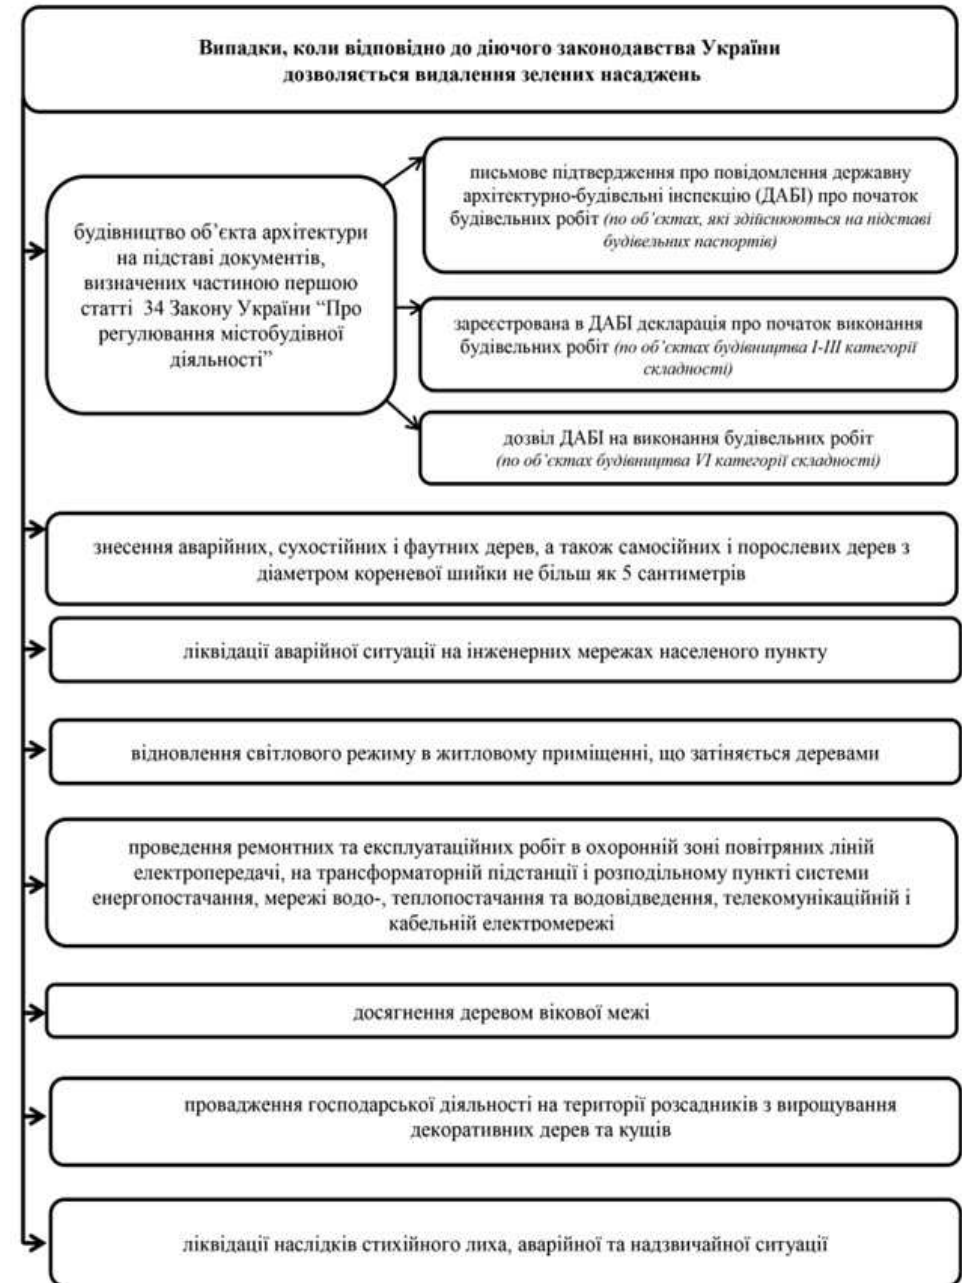 Випадки, коли відповідно до діючого законодавства України
дозволяється видалення зелених насаджень
будівництво об’єкта архітектури
на підставі документів,
визначених частиною першою
статті 34 Закону України “Про
регулювання містобудівної
діяльності”
письмове підтвердження про повідомлення державну
архітектурно-будівельні інспекцію (ДАБІ) про початок
будівельних робіт (по об’єктах, які здійснюються на підставі
будівельних паспортів)
зареєстрована в ДАБІ декларація про початок виконання
будівельних робіт (по об’єктах будівництва I-III категорії
складності)
дозвіл ДАБІ на виконання будівельних робіт
(по об’єктах будівництва VI категорії складності)
знесення аварійних, сухостійних і фаутних дерев, а також самосійних і порослевих дерев з
діаметром кореневої шийки не більш як 5 сантиметрів
ліквідації аварійної ситуації на інженерних мережах населеного пункту
відновлення світлового режиму в житловому приміщенні, що затіняється деревами
проведення ремонтних та експлуатаційних робіт в охоронній зоні повітряних ліній
електропередачі, на трансформаторній підстанції і розподільному пункті системи
енергопостачання, мережі водо-, теплопостачання та водовідведення, телекомунікаційній і
кабельній електромережі
досягнення деревом вікової межі
провадження господарської діяльності на території розсадників з вирощування
декоративних дерев та кущів
ліквідації наслідків стихійного лиха, аварійної та надзвичайної ситуації